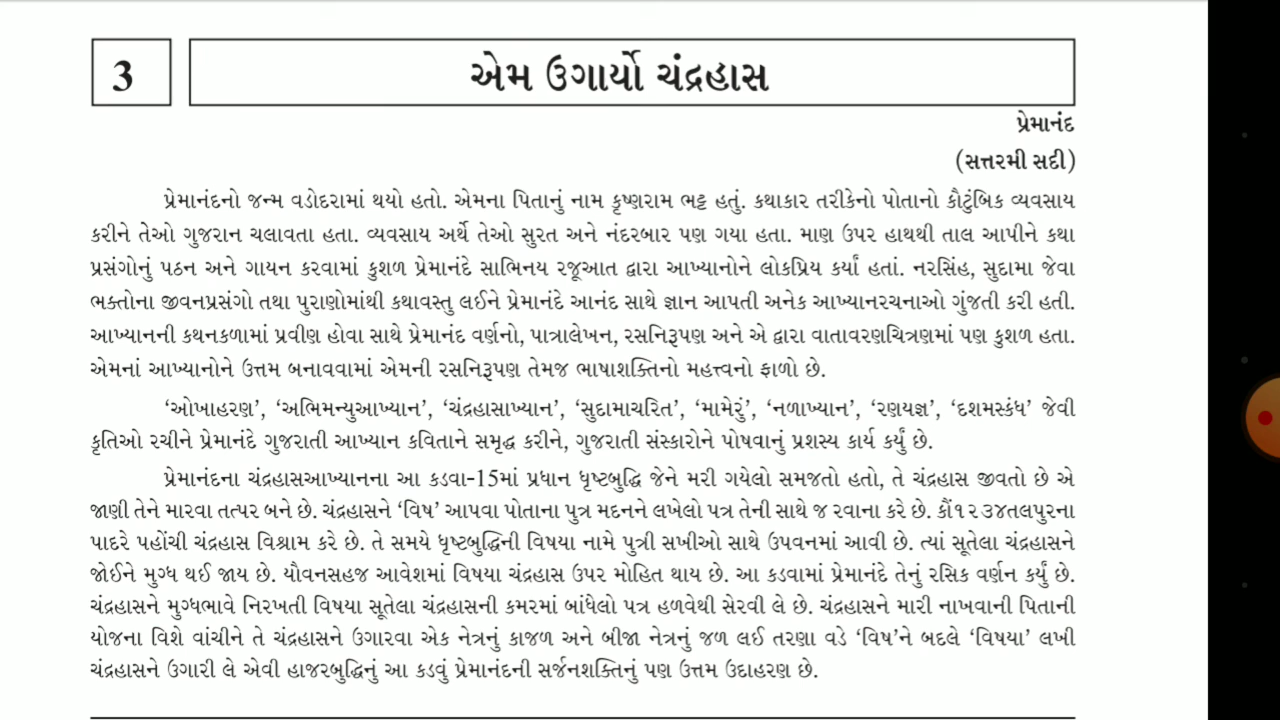 3
એમ ઉગાર્યો ચંદ્રહાસ
પ્રેમાનંદ
(સત્તરમી સદી)
પ્રેમાનંદનો જન્મ વડોદરામાં થયો હતો. એમના પિતાનું નામ કૃષ્ણરામ ભટ્ટ હતું. કથાકાર તરીકેનો પોતાનો કૌટુંબિક વ્યવસાય
કરીને તેઓ ગુજરાન ચલાવતા હતા. વ્યવસાય અર્થે તેઓ સુરત અને નંદરબાર પણ ગયા હતા. માણ ઉપર હાથથી તાલ આપીને કથા
પ્રસંગોનું પઠન અને ગાયન કરવામાં કુશળ પ્રેમાનંદે સાભિનય રજૂઆત દ્વારા આખ્યાનોને લોકપ્રિય કર્યાં હતાં. નરસિંહ, સુદામા જેવા
ભક્તોના જીવનપ્રસંગો તથા પુરાણોમાંથી કથાવસ્તુ લઈને પ્રેમાનંદે આનંદ સાથે જ્ઞાન આપતી અનેક આખ્યાનરચનાઓ ગુંજતી કરી હતી.
આખ્યાનની કથનકળામાં પ્રવીણ હોવા સાથે પ્રેમાનંદ વર્ણનો, પાત્રાલેખન, રસનિરૂપણ અને એ દ્વારા વાતાવરણચિત્રણમાં પણ કુશળ હતા.
એમનાં આખ્યાનોને ઉત્તમ બનાવવામાં એમની રસનિરૂપણ તેમજ ભાષાશક્તિનો મહત્ત્વનો ફાળો છે.
‘ઓખાહરણ’, ‘અભિમન્યુઆખ્યાન’, ‘ચંદ્રહાસાખ્યાન’, ‘સુદામાચરિત’, ‘મામેરું’, ‘નળાખ્યાન’, ‘રણયજ્ઞ’, ‘દશમસ્કંધ’ જેવી
કૃતિઓ રચીને પ્રેમાનંદે ગુજરાતી આખ્યાન કવિતાને સમૃદ્ધ કરીને, ગુજરાતી સંસ્કારોને પોષવાનું પ્રશસ્ય કાર્ય કર્યું છે.
પ્રેમાનંદના ચંદ્રહાસઆખ્યાનના આ કડવા-15માં પ્રધાન ધૃષ્ટબુદ્ધિ જેને મરી ગયેલો સમજતો હતો, તે ચંદ્રહાસ જીવતો છે એ
જાણી તેને મારવા તત્પર બને છે. ચંદ્રહાસને ‘વિષ’ આપવા પોતાના પુત્ર મદનને લખેલો પત્ર તેની સાથે જ રવાના કરે છે. કૌં૧૨૩૪તલપુરના
પાદરે પહોંચી ચંદ્રહાસ વિશ્રામ કરે છે. તે સમયે ધૃષ્ટબુદ્ધિની વિષયા નામે પુત્રી સખીઓ સાથે ઉપવનમાં આવી છે. ત્યાં સૂતેલા ચંદ્રહાસને
જોઈને મુગ્ધ થઈ જાય છે. યૌવનસહજ આવેશમાં વિષયા ચંદ્રહાસ ઉપર મોહિત થાય છે. આ કડવામાં પ્રેમાનંદે તેનું રસિક વર્ણન કર્યું છે.
ચંદ્રહાસને મુગ્ધભાવે નિરખતી વિષયા સૂતેલા ચંદ્રહાસની કમરમાં બાંધેલો પત્ર હળવેથી સેરવી લે છે. ચંદ્રહાસને મારી નાખવાની પિતાની
યોજના વિશે વાંચીને તે ચંદ્રહાસને ઉગારવા એક નેત્રનું કાજળ અને બીજા નેત્રનું જળ લઈ તરણા વડે ‘વિષ’ને બદલે ‘વિષયા’ લખી
ચંદ્રહાસને ઉગારી લે એવી હાજરબુદ્ધિનું આ કડવું પ્રેમાનંદની સર્જનશક્તિનું પણ ઉત્તમ ઉદાહરણ છે.